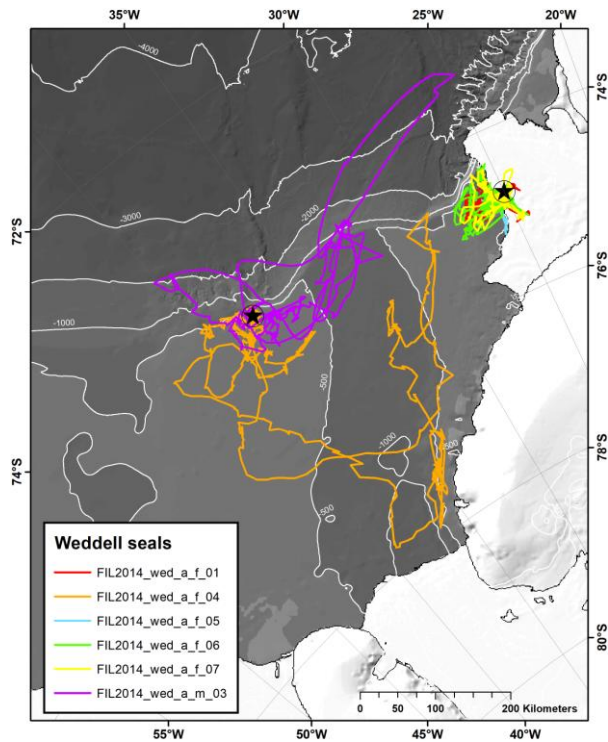 35°W 30°W 25°W 20°W
-4000
74°W
-3000
-2000
72°W
76°W
-1000
-500
78°W
-1000
-500
74°W
-500
80°W
Weddell seals
FIL2014_wed_a_f_01
FIL2014_wed_a_f_04
FIL2014_wed_a_f_05
FIL2014_wed_a_f_06
FIL2014_wed_a_f_07
FIL2014_wed_a_m_03
0 50 100 200 Kilometers
55°W 50°W 45°W 40°W